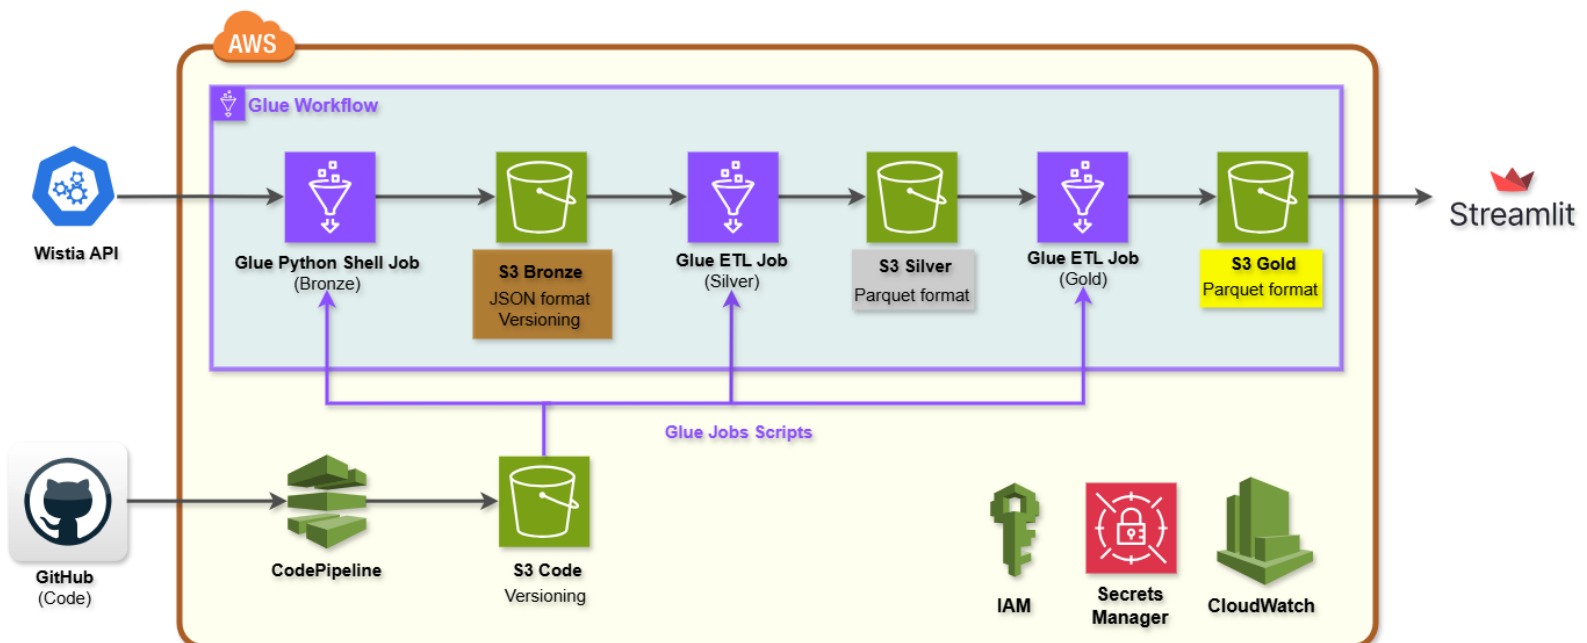 AWS
Glue Workflow
Wistia API
Glue Python Shell Job
(Bronze)
S3 Bronze
JSON format
Versioning
Glue ETL Job
(Silver)
S3 Silver
Parquet format
Glue ETL Job
(Gold)
S3 Gold
Parquet format
Streamlit
Glue Jobs Scripts
GitHub
(Code)
CodePipeline
S3 Code
Versioning
IAM
Secrets
Manager
CloudWatch